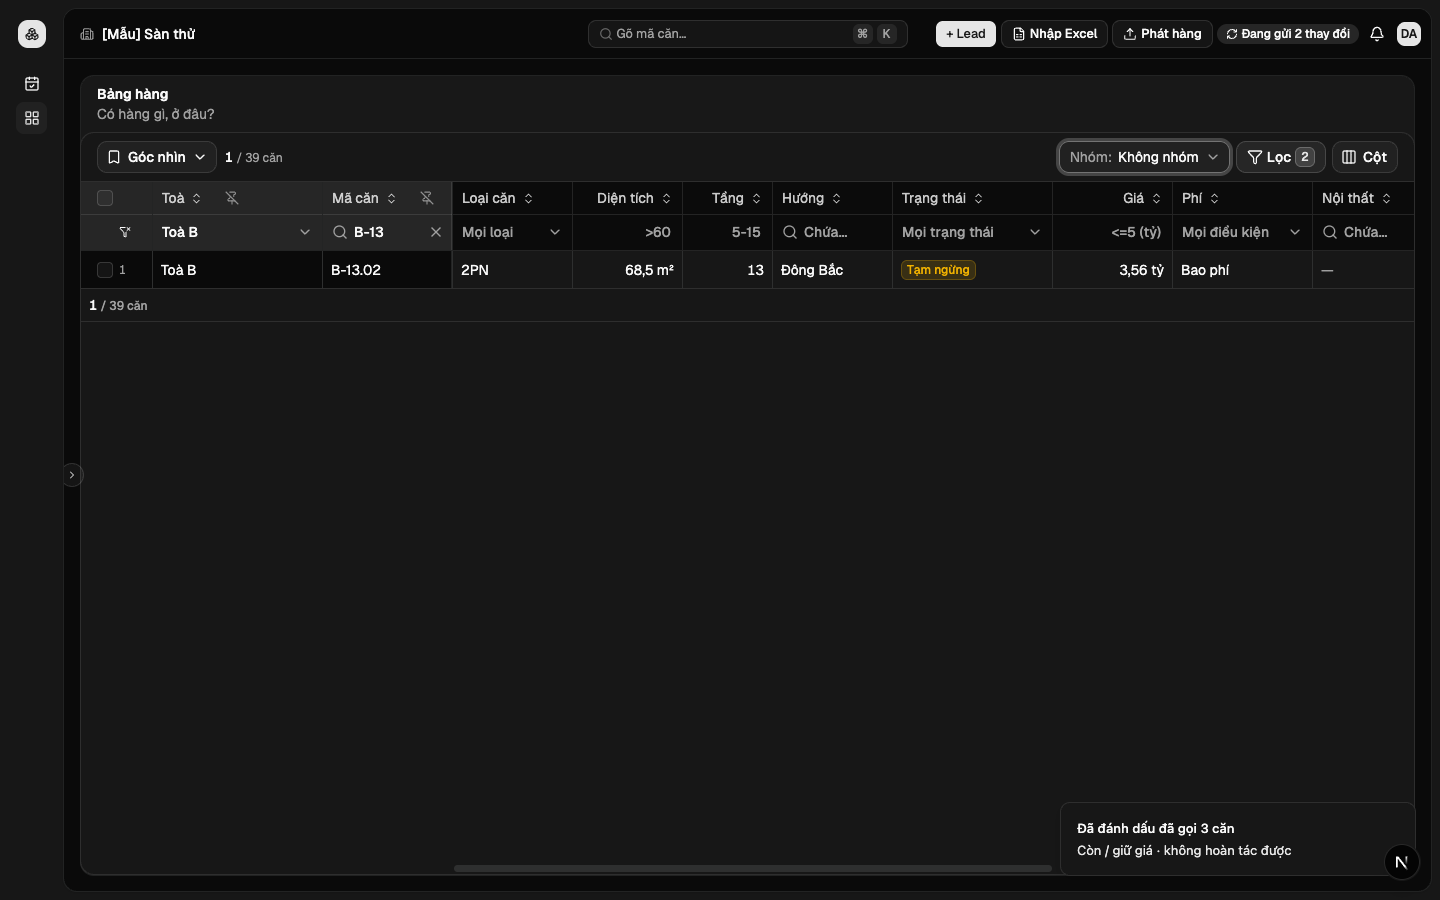 [Mẫu] Sàn thử
Gõ mã căn...
⌘ K
+ Lead
Nhập Excel
Phát hàng
Đang gửi 2 thay đổi
DA
Bảng hàng
Có hàng gì, ở đâu?
Góc nhìn
1 / 39 căn
Nhóm: Không nhóm
Lọc 2
Cột
Toà Mã căn Loại căn Diện tích Tầng Hướng Trạng thái Giá Phí Nội thất
Toà B B-13 Mọi loại >60 5-15 Chứa... Mọi trạng thái <=5 (tỷ) Mọi điều kiện Chứa...
1 Toà B B-13.02 2PN 68,5 m² 13 Đông Bắc Tạm ngừng 3,56 tỷ Bao phí —
1 / 39 căn
Đã đánh dấu đã gọi 3 căn
Còn / giữ giá · không hoàn tác được
N